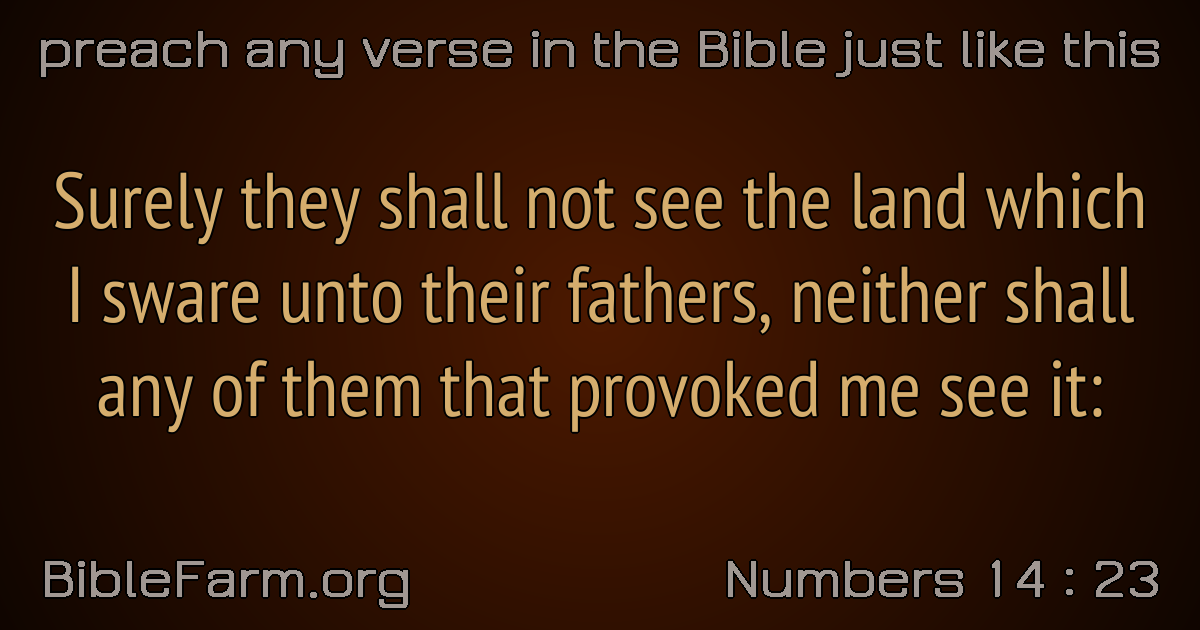 preach any verse in the Bible just like this
Surely they shall not see the land which
I sware unto their fathers, neither shall
any of them that provoked me see it:
BibleFarm.org
Numbers 14 : 23